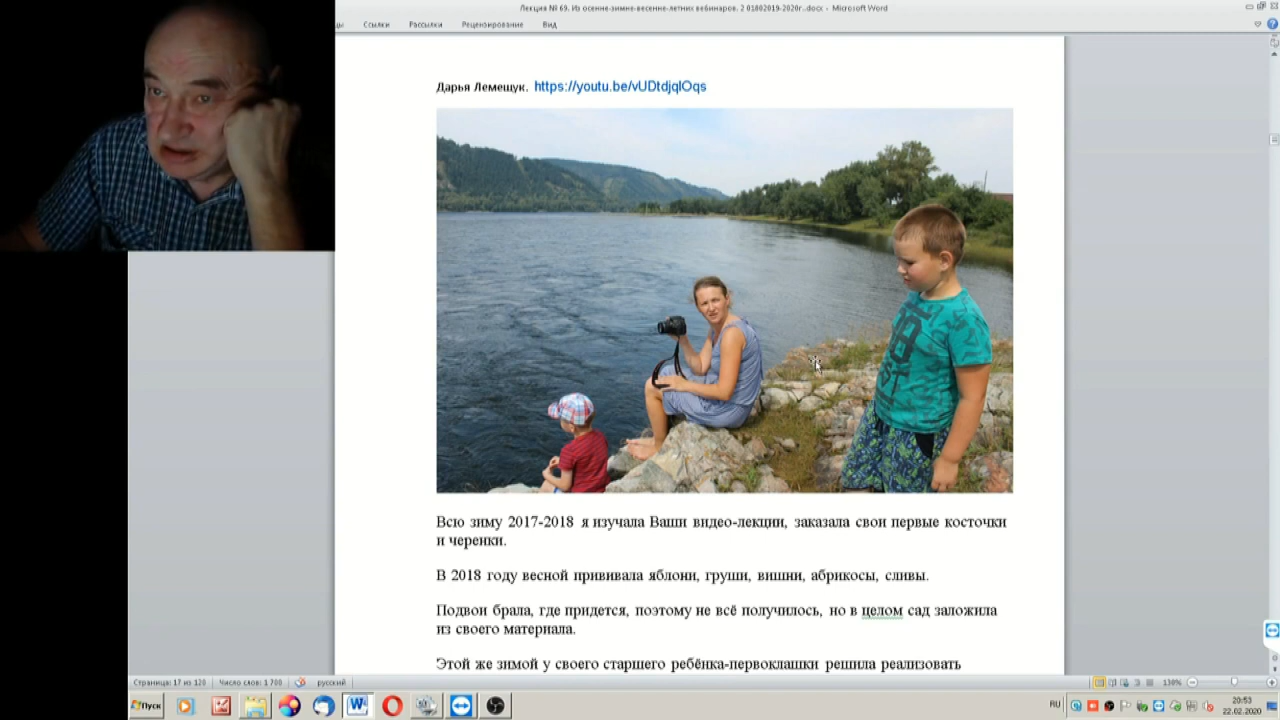 Лекция № 69. Из осенне-зимне-весенне-летних вебинаров. 2 01802019-2020г..docx - Microsoft Word
Ссылки Рассылки Рецензирование Вид
Дарья Лемещук. https://youtu.be/vUDtdjqlOqs
Всю зиму 2017-2018 я изучала Ваши видео-лекции, заказала свои первые косточки
и черенки.
В 2018 году весной прививала яблони, груши, вишни, абрикосы, сливы.
Подвои брала, где придется, поэтому не всё получилось, но в целом сад заложила
из своего материала.
Этой же зимой у своего старшего ребёнка-первоклашки решила реализовать
Страница: 17 из 120 Число слов: 1 700 русский 130%
Пуск RU 20:53
22.02.2020